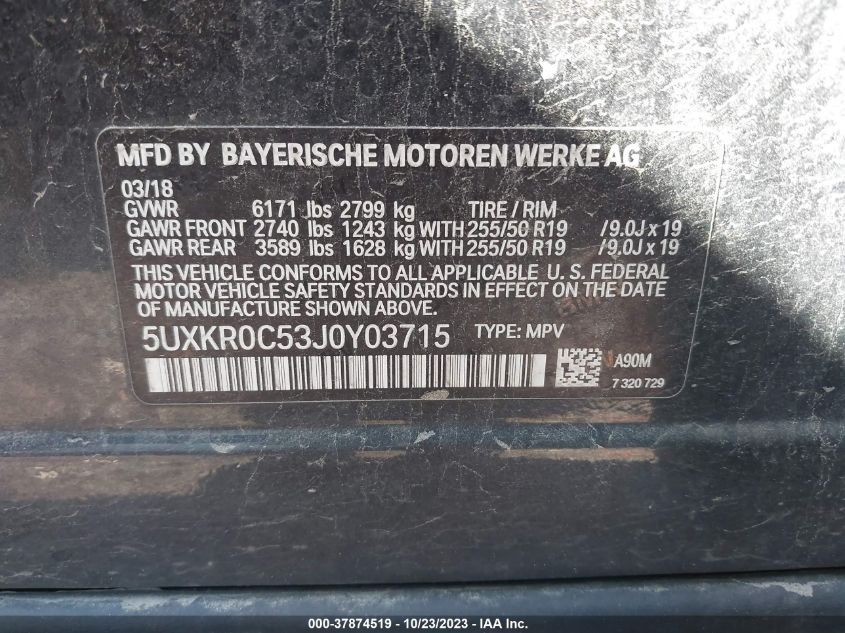 MFD BY BAYERISCHE MOTOREN WERKE AG
03/18
GVWR 6171 lbs 2799 kg TIRE / RIM
GAWR FRONT 2740 lbs 1243 kg WITH 255/50 R19 /9.0J x 19
GAWR REAR 3589 lbs 1628 kg WITH 255/50 R19 /9.0J x 19
THIS VEHICLE CONFORMS TO ALL APPLICABLE U. S. FEDERAL
MOTOR VEHICLE SAFETY STANDARDS IN EFFECT ON THE DATE
OF MANUFACTURE SHOWN ABOVE.
5UXKR0C53J0Y03715 TYPE: MPV
A90M
7 320 729
000-37874519 - 10/23/2023 - IAA Inc.